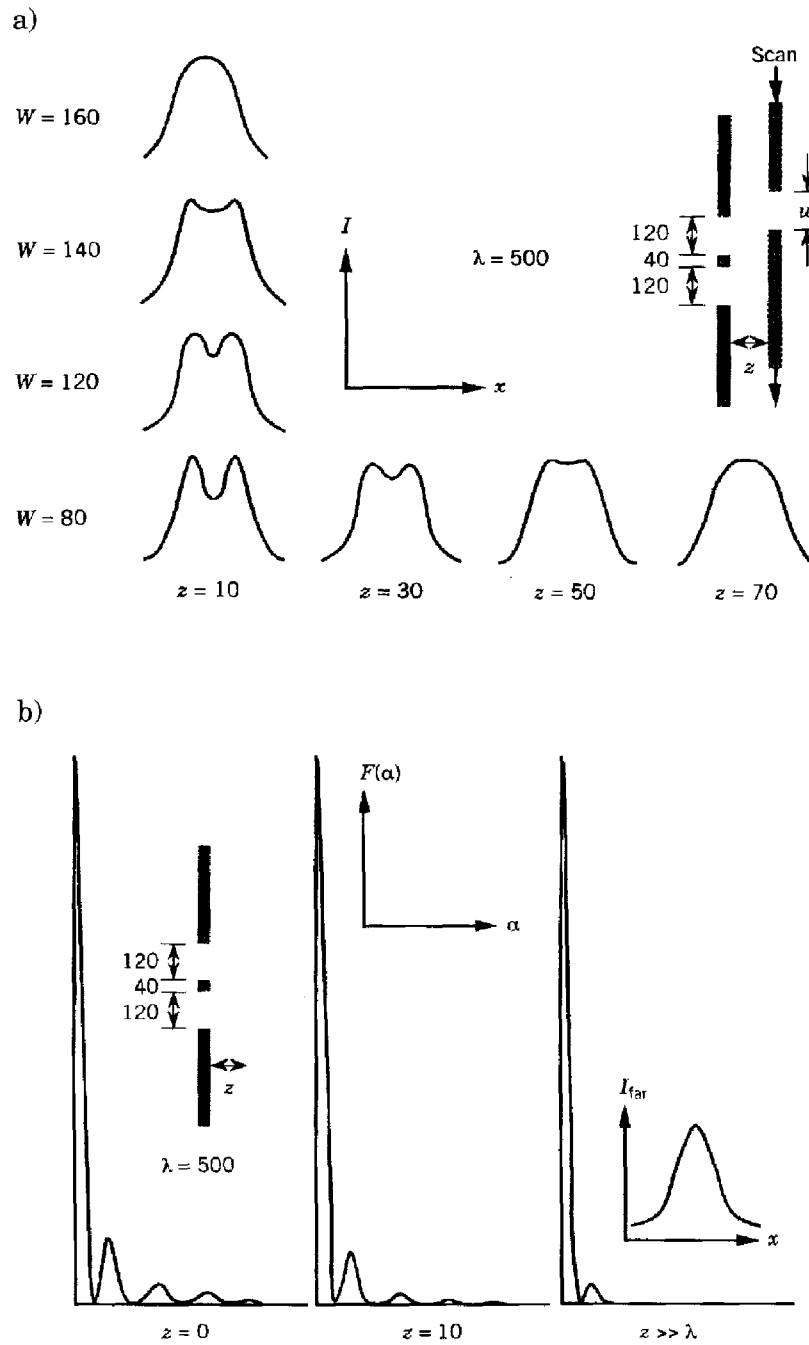 a)
Scan
W = 160
W = 140
W = 120
W = 80
I
x
λ = 500
120
40
120
z
z = 10
z = 30
z = 50
z = 70
b)
F(α)
α
120
40
120
z
λ = 500
I far
x
z = 0
z = 10
z >> λ